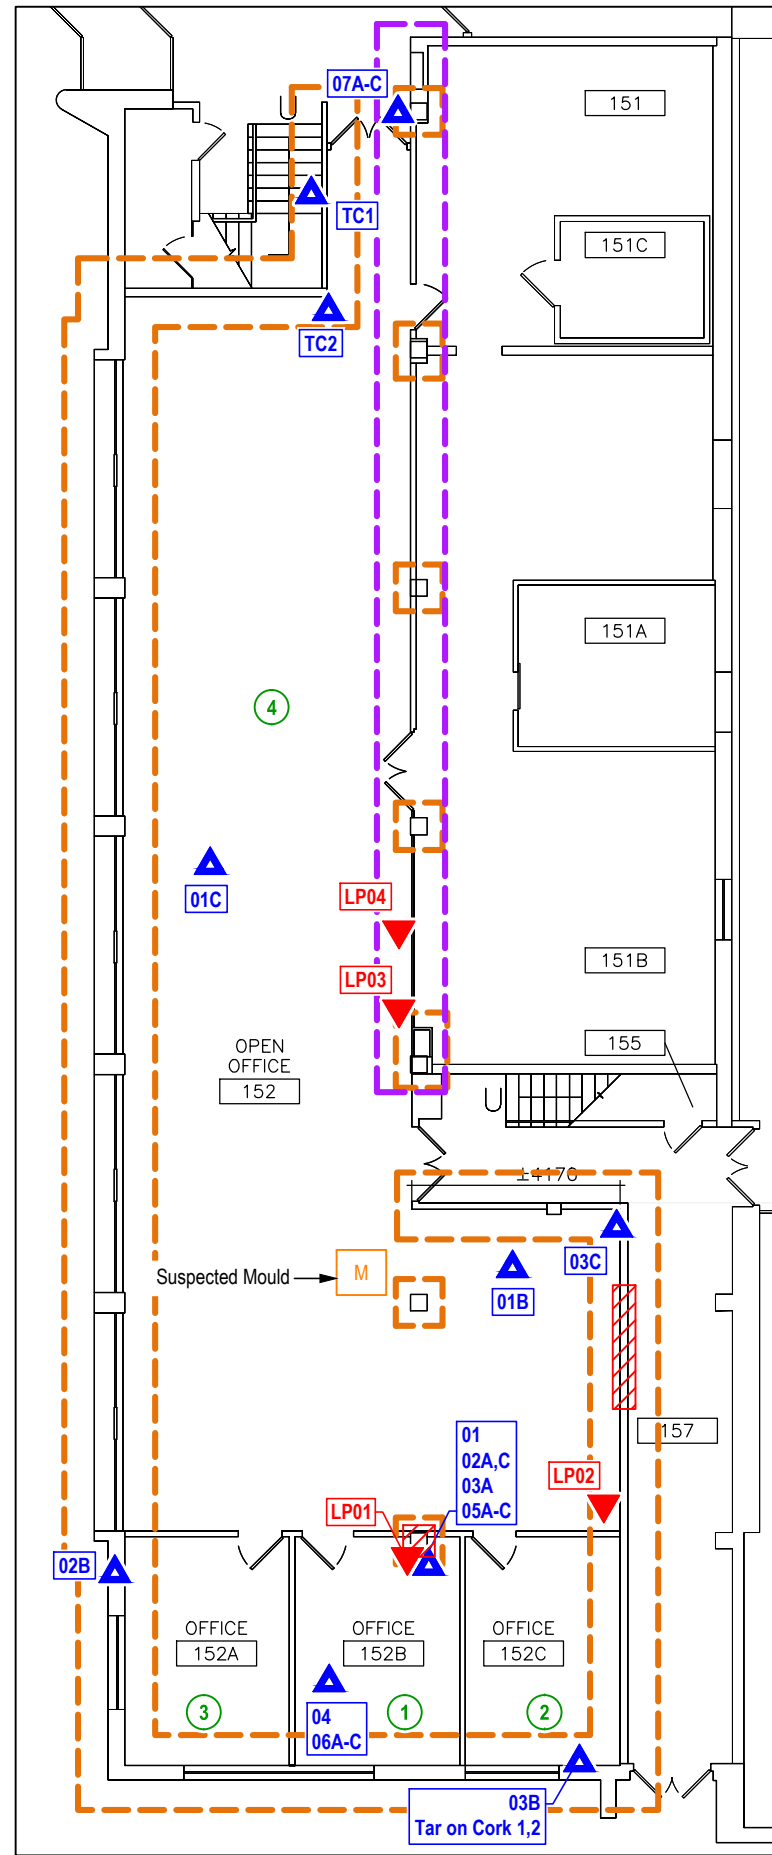 07A-C
151
TC1
151C
TC2
151A
4
01C
LP04
LP03
151B
OPEN
OFFICE
152
155
±4170
03C
Suspected Mould
M
01B
157
01
02A,C
03A
05A-C
LP02
LP01
02B
OFFICE
152A
OFFICE
152B
OFFICE
152C
04
06A-C
3
1
2
03B
Tar on Cork 1,2